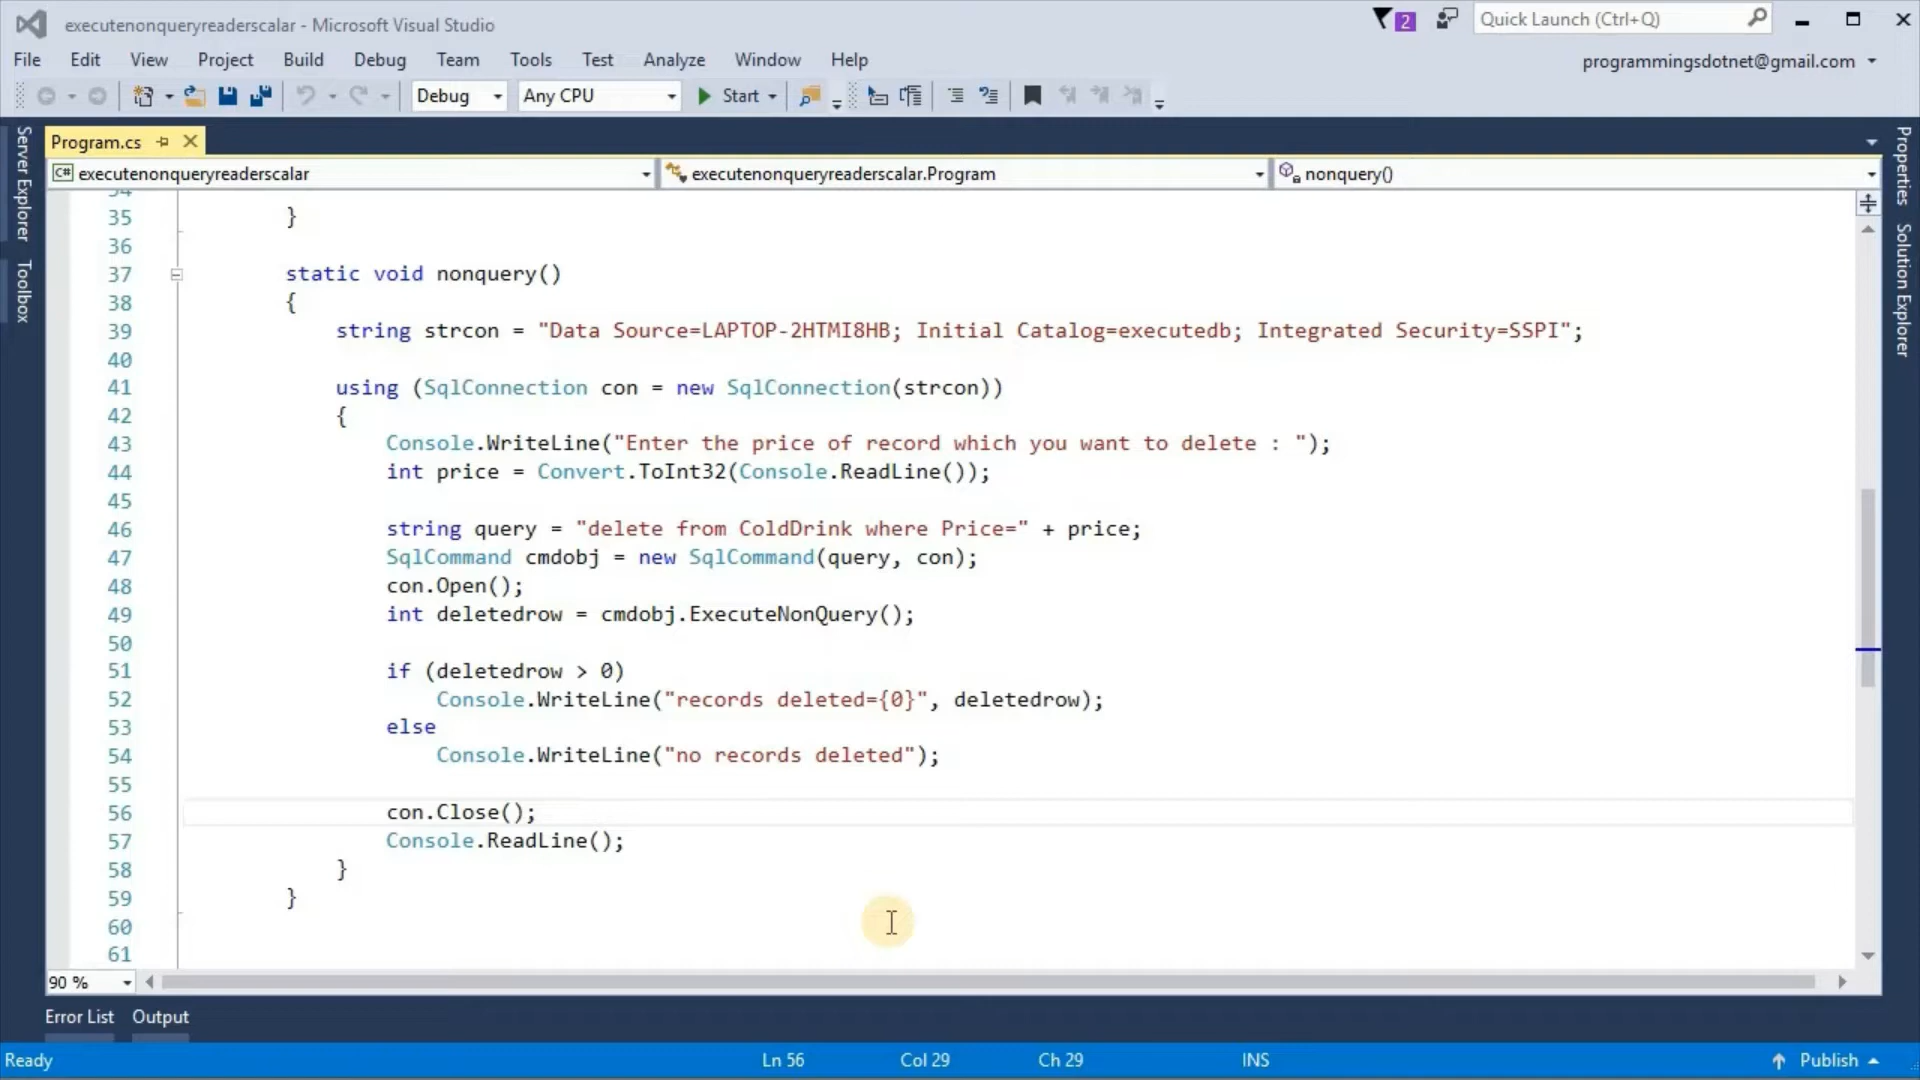 executenonqueryreaderscalar - Microsoft Visual Studio
2
Quick Launch (Ctrl+Q)
File Edit View Project Build Debug Team Tools Test Analyze Window Help
programmingsdotnet@gmail.com
Debug Any CPU Start
Server Explorer
Toolbox
Properties
Solution Explorer
Program.cs
C# executenonqueryreaderscalar executenonqueryreaderscalar.Program nonquery()
34
35 }
36
37 static void nonquery()
38 {
39 string strcon = "Data Source=LAPTOP-2HTMI8HB; Initial Catalog=executedb; Integrated Security=SSPI";
40
41 using (SqlConnection con = new SqlConnection(strcon))
42 {
43 Console.WriteLine("Enter the price of record which you want to delete : ");
44 int price = Convert.ToInt32(Console.ReadLine());
45
46 string query = "delete from ColdDrink where Price=" + price;
47 SqlCommand cmdobj = new SqlCommand(query, con);
48 con.Open();
49 int deletedrow = cmdobj.ExecuteNonQuery();
50
51 if (deletedrow > 0)
52 Console.WriteLine("records deleted={0}", deletedrow);
53 else
54 Console.WriteLine("no records deleted");
55
56 con.Close();
57 Console.ReadLine();
58 }
59 }
60
61
90 %
Error List Output
Ready Ln 56 Col 29 Ch 29 INS Publish